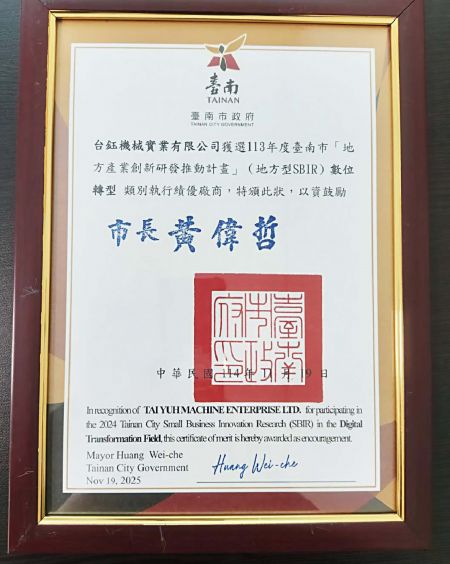 臺南
TAINAN
臺南市政府
TAINAN CITY GOVERNMENT
台鈺機械實業有限公司獲選113年度臺南市「地
方產業創新研發推動計畫」（地方型SBIR）數位
轉型 類別執行績優廠商，特頒此狀，以資鼓勵
市長 黃偉哲
臺南市政府印
中華民國114年11月19日
In recognition of TAI YUH MACHINE ENTERPRISE LTD. for participating in
the 2024 Tainan City Small Business Innovation Research (SBIR) in the Digital
Transformation Field, this certificate of merit is hereby awarded as encouragement.
Mayor Huang Wei-che
Tainan City Government
Nov 19, 2025
Huang Wei-che